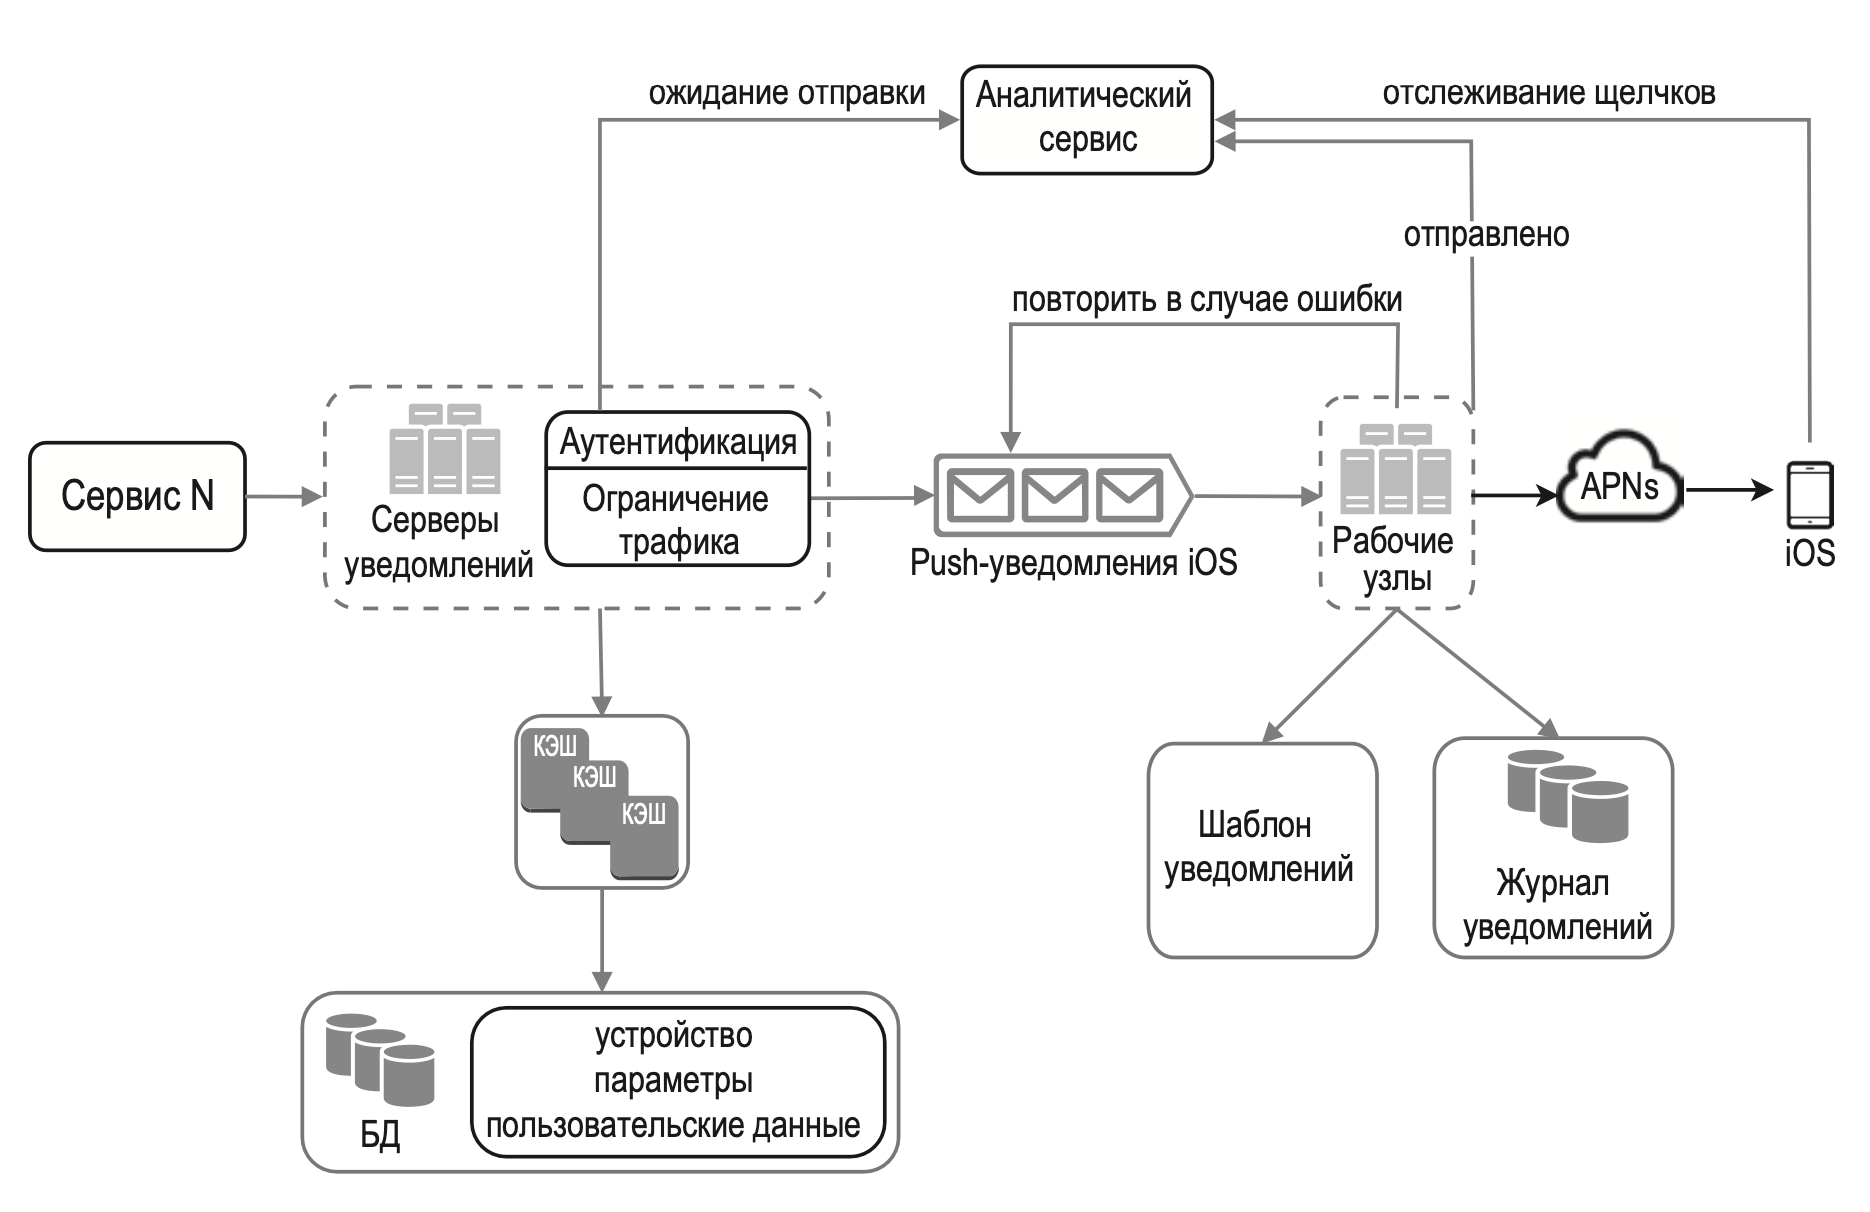 ожидание отправки
Аналитический
сервис
отслеживание щелчков
отправлено
повторить в случае ошибки
Сервис N
Серверы
уведомлений
Аутентификация
Ограничение
трафика
Push-уведомления iOS
Рабочие
узлы
APNs
iOS
КЭШ
КЭШ
КЭШ
Шаблон
уведомлений
Журнал
уведомлений
БД
устройство
параметры
пользовательские данные